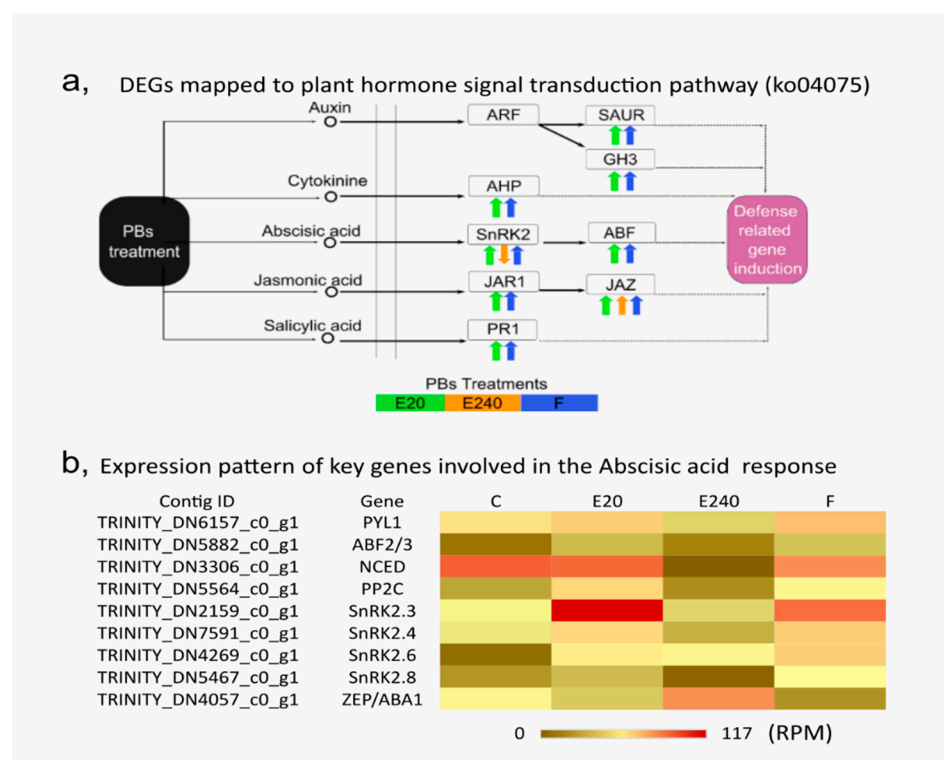 a, DEGs mapped to plant hormone signal transduction pathway (ko04075)
Auxin ARF SAUR
GH3
Cytokinine AHP
PBs treatment
Abscisic acid SnRK2 ABF
Jasmonic acid JAR1 JAZ
Salicylic acid PR1
Defense related gene induction
PBs Treatments
E20 E240 F
b, Expression pattern of key genes involved in the Abscisic acid response
Contig ID Gene C E20 E240 F
TRINITY_DN6157_c0_g1 PYL1
TRINITY_DN5882_c0_g1 ABF2/3
TRINITY_DN3306_c0_g1 NCED
TRINITY_DN5564_c0_g1 PP2C
TRINITY_DN2159_c0_g1 SnRK2.3
TRINITY_DN7591_c0_g1 SnRK2.4
TRINITY_DN4269_c0_g1 SnRK2.6
TRINITY_DN5467_c0_g1 SnRK2.8
TRINITY_DN4057_c0_g1 ZEP/ABA1
0 117 (RPM)